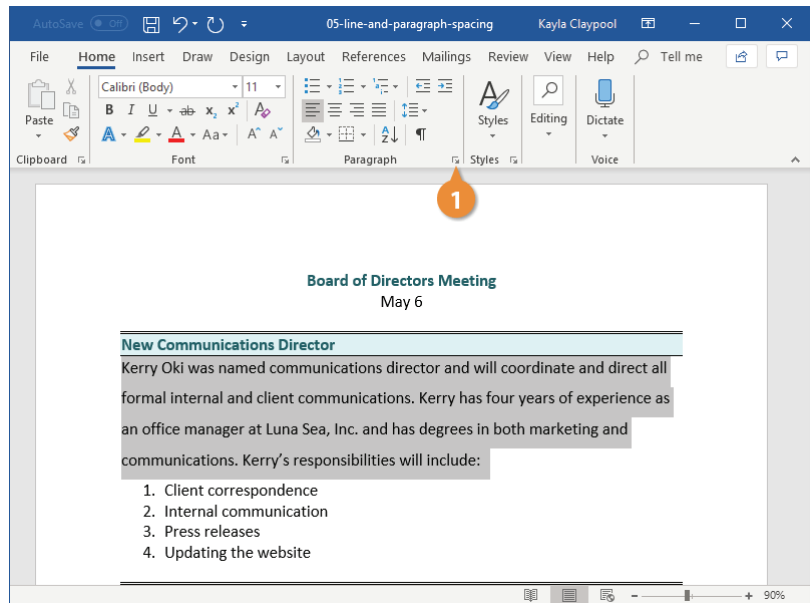 AutoSave Off 05-line-and-paragraph-spacing Kayla Claypool
File Home Insert Draw Design Layout References Mailings Review View Help Tell me
Calibri (Body) 11
B I U ab x₂ x² A
A A Aa A A
Paste
Styles
Editing
Dictate
Clipboard Font Paragraph Styles Voice
1
Board of Directors Meeting
May 6
New Communications Director
Kerry Oki was named communications director and will coordinate and direct all
formal internal and client communications. Kerry has four years of experience as
an office manager at Luna Sea, Inc. and has degrees in both marketing and
communications. Kerry’s responsibilities will include:
1. Client correspondence
2. Internal communication
3. Press releases
4. Updating the website
90%